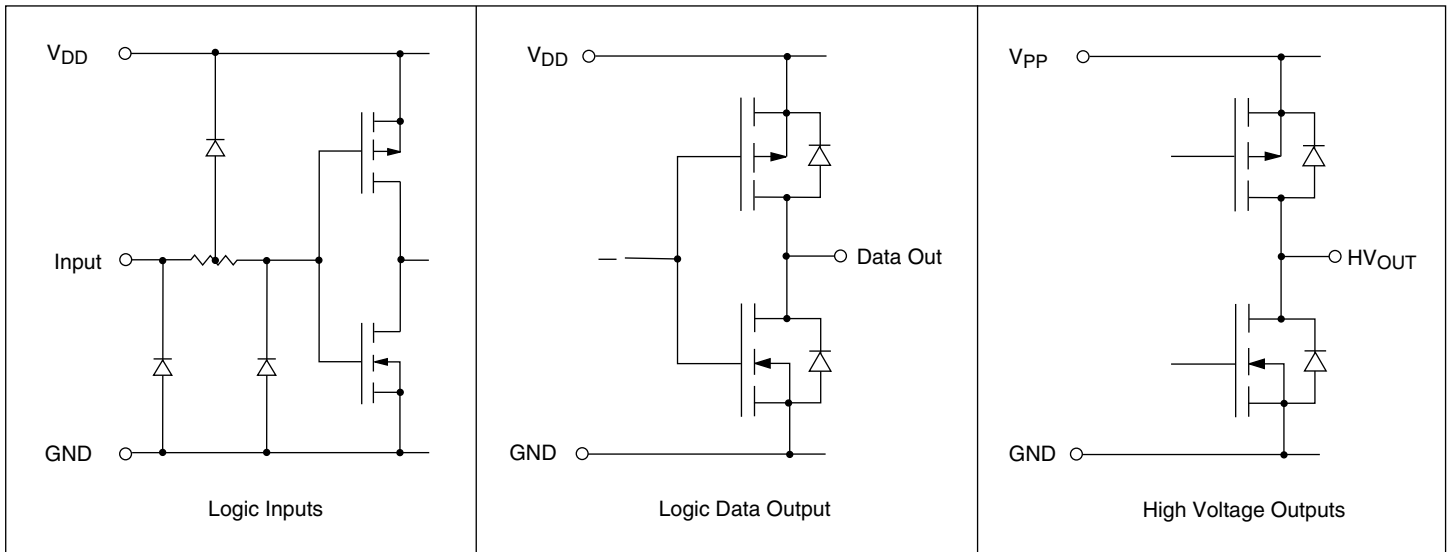 VDD
Input
GND
Logic Inputs
VDD
Data Out
GND
Logic Data Output
VPP
HVOUT
GND
High Voltage Outputs